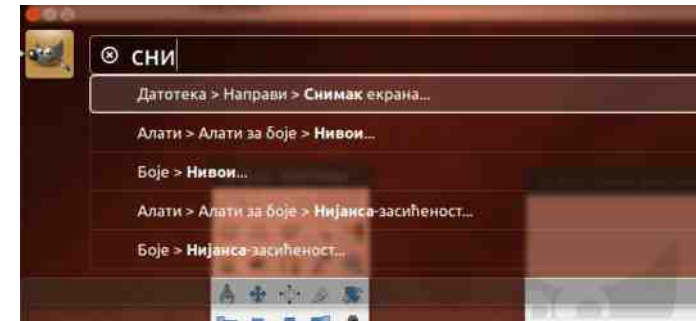 сни
Датотека > Направи > Снимак екрана...
Алати > Алати за боје > Нивои...
Боје > Нивои...
Алати > Алати за боје > Нијанса-засићеност...
Боје > Нијанса-засићеност...